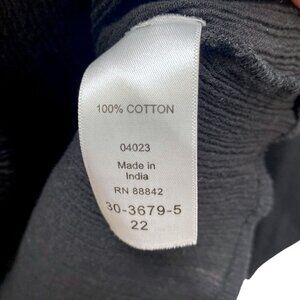 100% COTTON
04023
Made in
India
RN 88842
30-3679-5
22